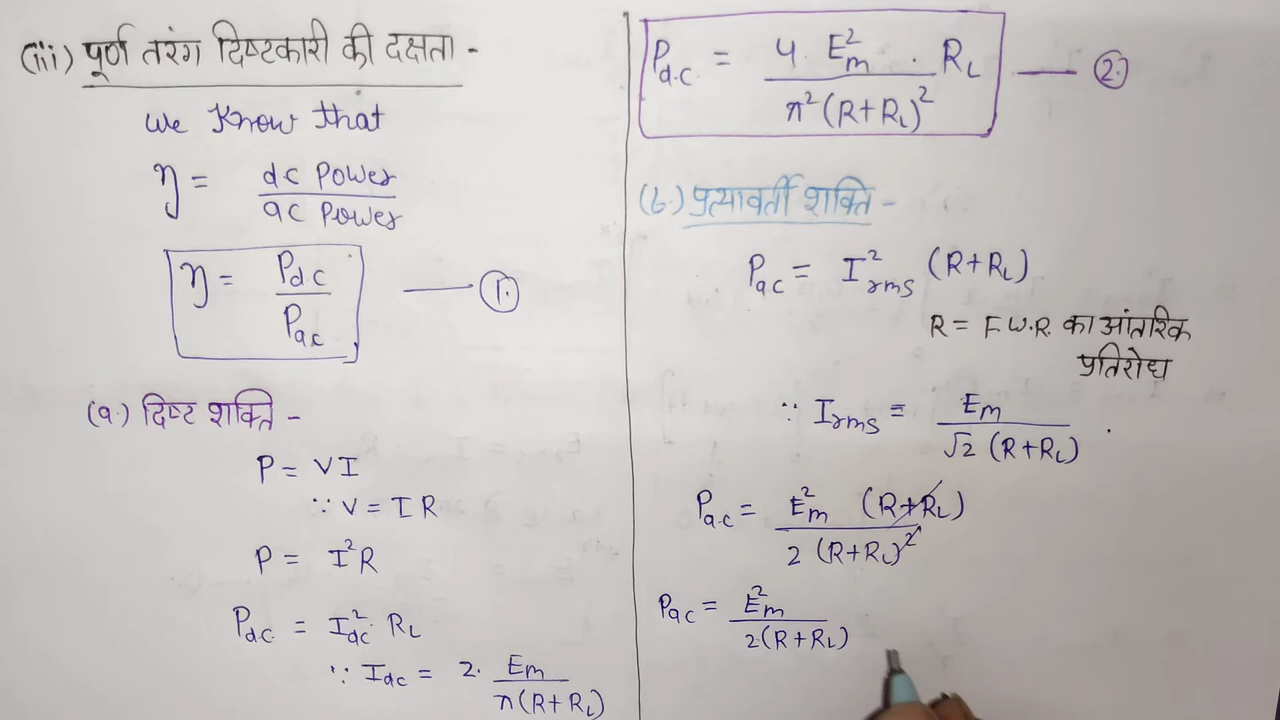 (iii) पूर्ण तरंग दिष्टकारी की दक्षता -
We Know that
η = dc Power / ac Power
η = Pd.c / Pac —— (1.)
(a.) दिष्ट शक्ति -
P = VI
∵ V = IR
P = I²R
Pd.c. = I²dc. RL
∵ Idc = 2. Em / π(R+RL)
Pd.c. = 4. E²m . RL / π²(R+RL)² —— (2.)
(b.) प्रत्यावर्ती शक्ति -
Pac = I²rms (R+RL)
R = F.W.R. का आंतरिक
प्रतिरोध
∵ Irms = Em / √2 (R+RL) .
Pa.c = E²m (R+RL) / 2 (R+RL)²
Pac = E²m / 2.(R+RL)